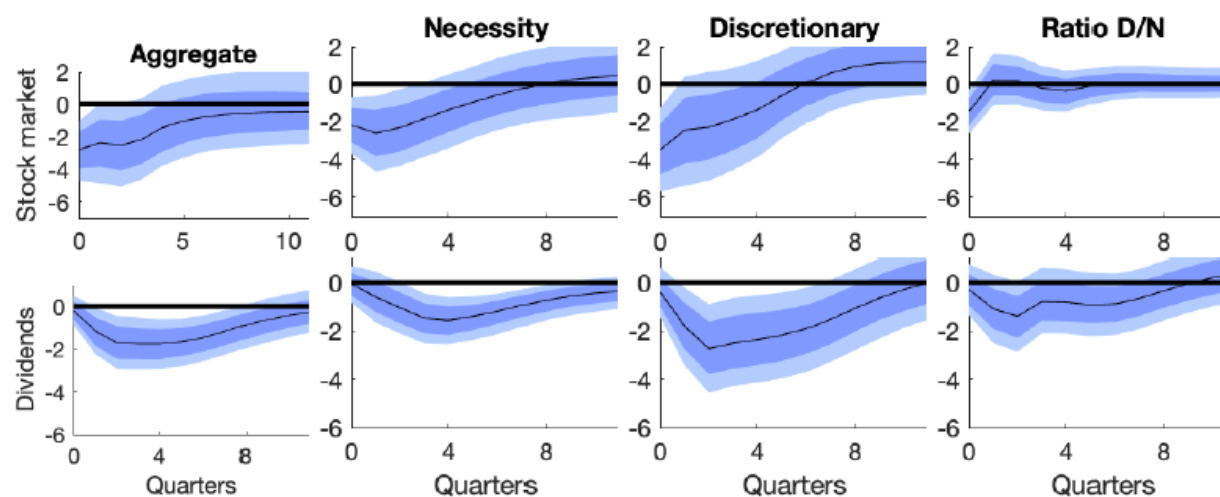 Aggregate Necessity Discretionary Ratio D/N
Stock market
2 2 2 2
0 0 0 0
-2 -2 -2 -2
-4 -4 -4 -4
-6 -6 -6 -6
0 5 10 0 4 8 0 4 8 0 4 8
Dividends
0 0 0 0
-2 -2 -2 -2
-4 -4 -4 -4
-6 -6 -6 -6
0 4 8 0 4 8 0 4 8 0 4 8
Quarters Quarters Quarters Quarters